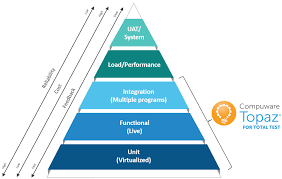 UAT/
System
Load/Performance
Integration
(Multiple programs)
Functional
(Live)
Unit
(Virtualized)
Reliability
Cost
Feedback
Compuware
Topaz
FOR TOTAL TEST